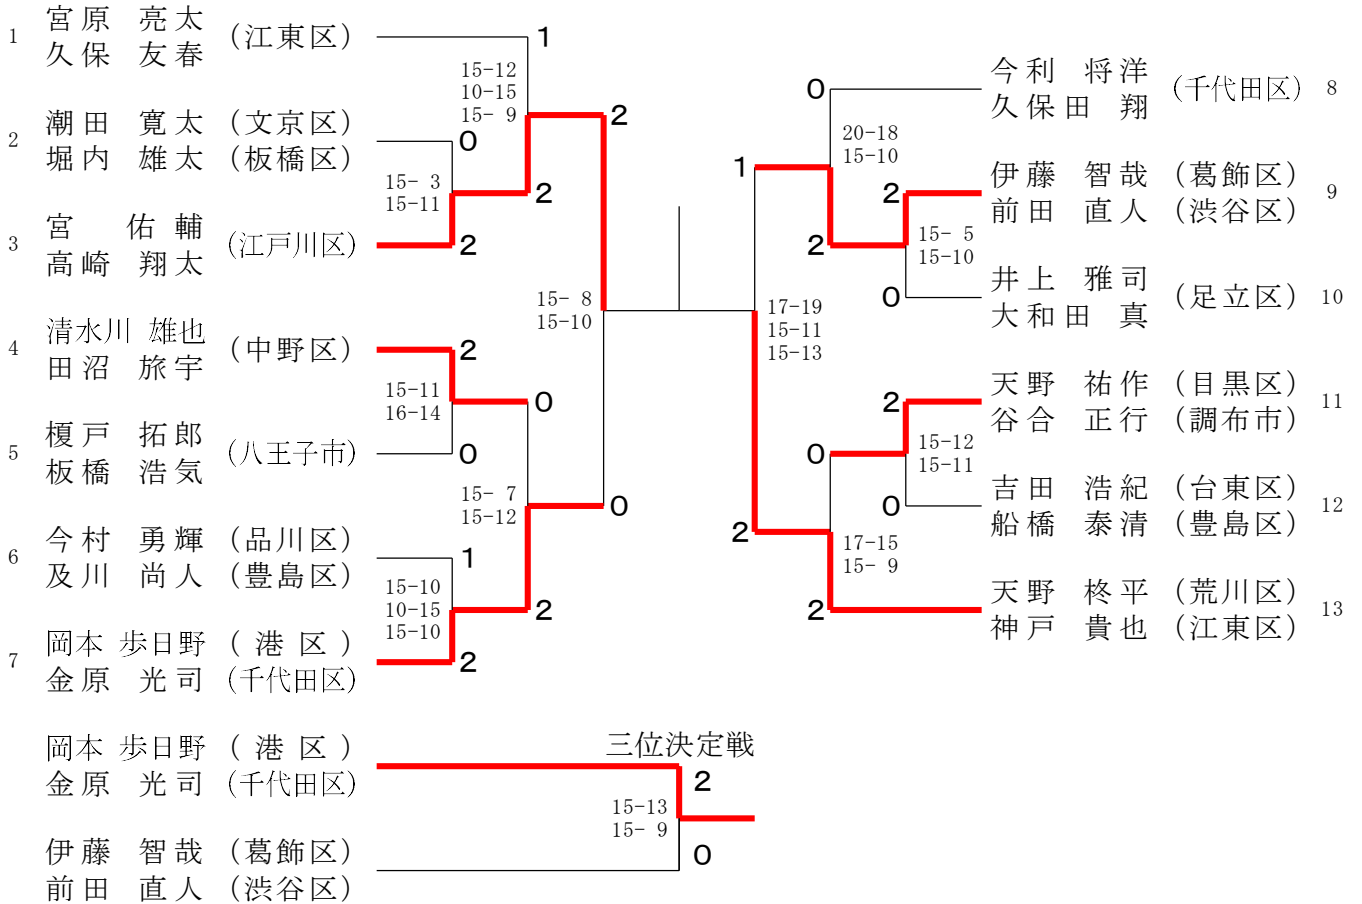 1 宮原 亮太 (江東区)
久保 友春
1
15-12
10-15
15- 9
2
2 潮田 寛太 (文京区)
堀内 雄太 (板橋区)
0
15- 3
15-11
2
3 宮 佑輔 (江戸川区)
高崎 翔太
2
15- 8
15-10
4 清水川 雄也 (中野区)
田沼 旅宇
2
15-11
16-14
0
5 榎戸 拓郎 (八王子市)
板橋 浩気
0
15- 7
15-12
0
6 今村 勇輝 (品川区)
及川 尚人 (豊島区)
1
15-10
10-15
15-10
2
7 岡本 歩日野 (港区)
金原 光司 (千代田区)
2
0
今利 将洋 (千代田区) 8
久保田 翔
20-18
15-10
1
2
伊藤 智哉 (葛飾区) 9
前田 直人 (渋谷区)
2
15- 5
15-10
0
井上 雅司 (足立区) 10
大和田 真
17-19
15-11
15-13
2
天野 祐作 (目黒区) 11
谷合 正行 (調布市)
0
15-12
15-11
0
吉田 浩紀 (台東区) 12
船橋 泰清 (豊島区)
2
17-15
15- 9
2
天野 柊平 (荒川区) 13
神戸 貴也 (江東区)
岡本 歩日野 (港区)
金原 光司 (千代田区)
三位決定戦
2
15-13
15- 9
0
伊藤 智哉 (葛飾区)
前田 直人 (渋谷区)